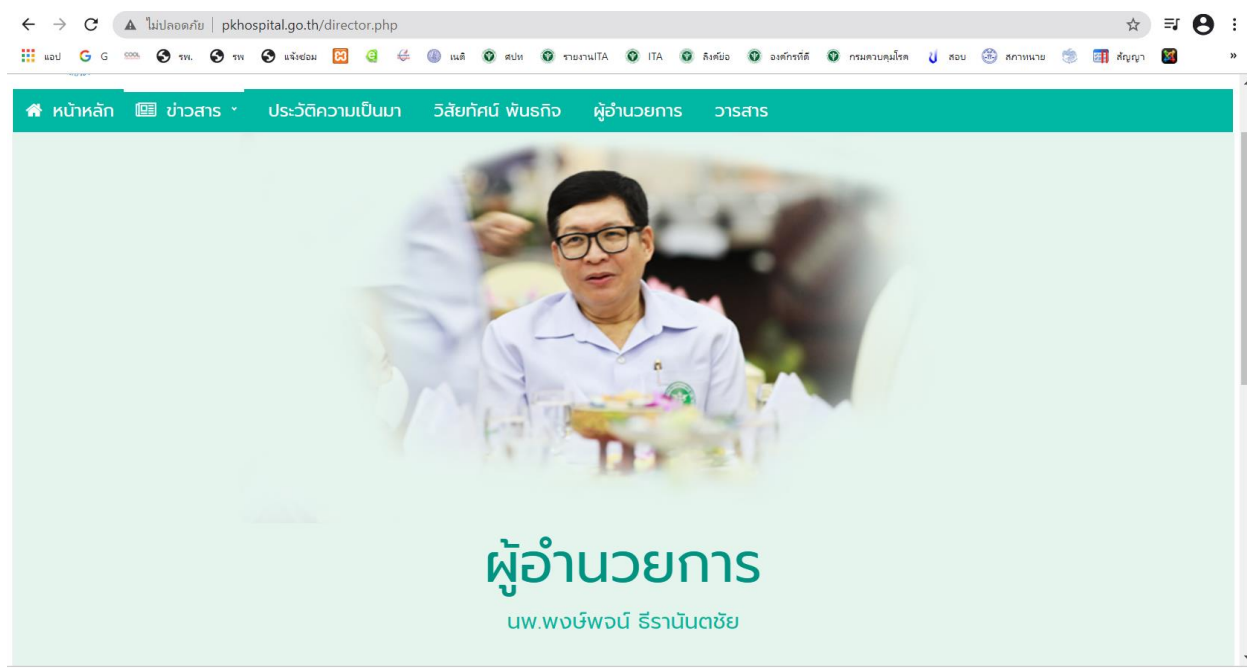 ไม่ปลอดภัย | pkhospital.go.th/director.php
แอป G COOL รพ. รพ แจ้งซ่อม เนติ ศปท รายงานITA ITA ลิงค์ย่อ องค์กรที่ดี กรมควบคุมโรค สอบ สภาทนาย สัญญา »
หน้าหลัก ข่าวสาร ประวัติความเป็นมา วิสัยทัศน์ พันธกิจ ผู้อำนวยการ วารสาร
ผู้อำนวยการ
นพ.พงษ์พจน์ ธีรานันตชัย